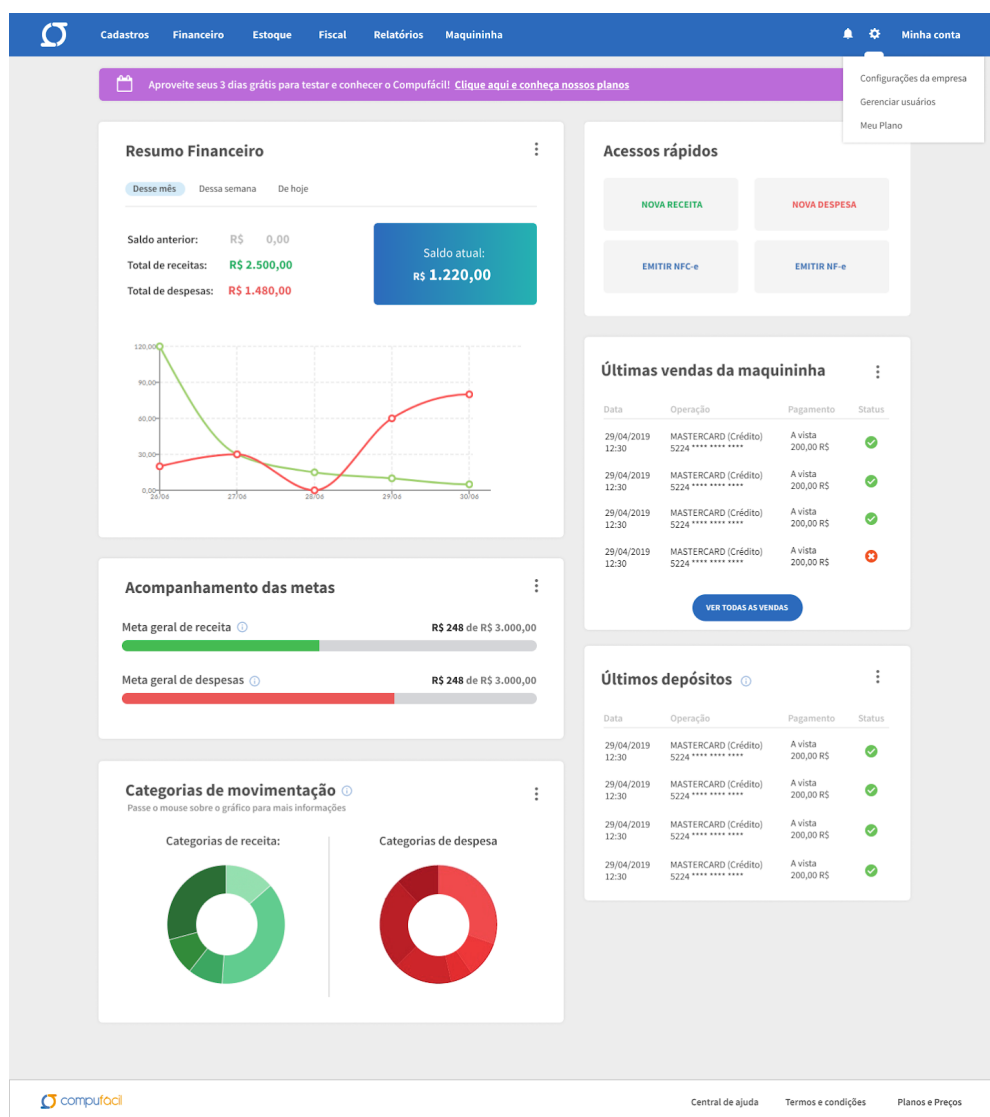 Cadastros Financeiro Estoque Fiscal Relatórios Maquininha Minha conta
Configurações da empresa
Gerenciar usuários
Meu Plano
Aproveite seus 3 dias grátis para testar e conhecer o Compufácil! Clique aqui e conheça nossos planos
Resumo Financeiro
Desse mês Dessa semana De hoje
Saldo anterior: R$ 0,00
Total de receitas: R$ 2.500,00
Total de despesas: R$ 1.480,00
Saldo atual:
R$ 1.220,00
120,00
90,00
60,00
30,00
0,00
26/06 27/06 28/06 29/06 30/06
Acompanhamento das metas
Meta geral de receita R$ 248 de R$ 3.000,00
Meta geral de despesas R$ 248 de R$ 3.000,00
Categorias de movimentação
Passe o mouse sobre o gráfico para mais informações
Categorias de receita: Categorias de despesa
Acessos rápidos
NOVA RECEITA NOVA DESPESA
EMITIR NFC-e EMITIR NF-e
Últimas vendas da maquininha
Data Operação Pagamento Status
29/04/2019 MASTERCARD (Crédito) A vista
12:30 5224 **** **** **** 200,00 R$
29/04/2019 MASTERCARD (Crédito) A vista
12:30 5224 **** **** **** 200,00 R$
29/04/2019 MASTERCARD (Crédito) A vista
12:30 5224 **** **** **** 200,00 R$
29/04/2019 MASTERCARD (Crédito) A vista
12:30 5224 **** **** **** 200,00 R$
VER TODAS AS VENDAS
Últimos depósitos
Data Operação Pagamento Status
29/04/2019 MASTERCARD (Crédito) A vista
12:30 5224 **** **** **** 200,00 R$
29/04/2019 MASTERCARD (Crédito) A vista
12:30 5224 **** **** **** 200,00 R$
29/04/2019 MASTERCARD (Crédito) A vista
12:30 5224 **** **** **** 200,00 R$
29/04/2019 MASTERCARD (Crédito) A vista
12:30 5224 **** **** **** 200,00 R$
compufácil Central de ajuda Termos e condições Planos e Preços